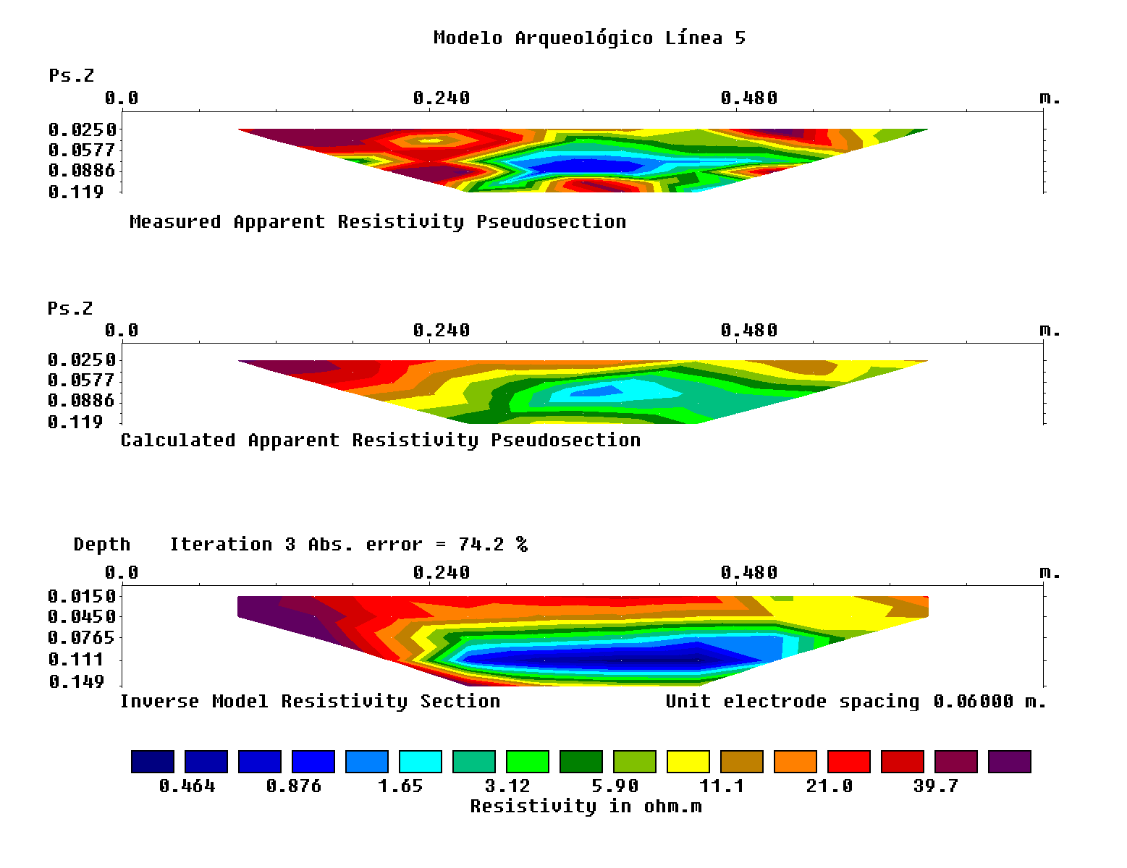 Modelo Arqueológico Línea 5
Ps.Z
0.0 0.240 0.480 m.
0.0250
0.0577
0.0886
0.119
Measured Apparent Resistivity Pseudosection
Ps.Z
0.0 0.240 0.480 m.
0.0250
0.0577
0.0886
0.119
Calculated Apparent Resistivity Pseudosection
Depth Iteration 3 Abs. error = 74.2 %
0.0 0.240 0.480 m.
0.0150
0.0450
0.0765
0.111
0.149
Inverse Model Resistivity Section Unit electrode spacing 0.06000 m.
0.464 0.876 1.65 3.12 5.90 11.1 21.0 39.7
Resistivity in ohm.m